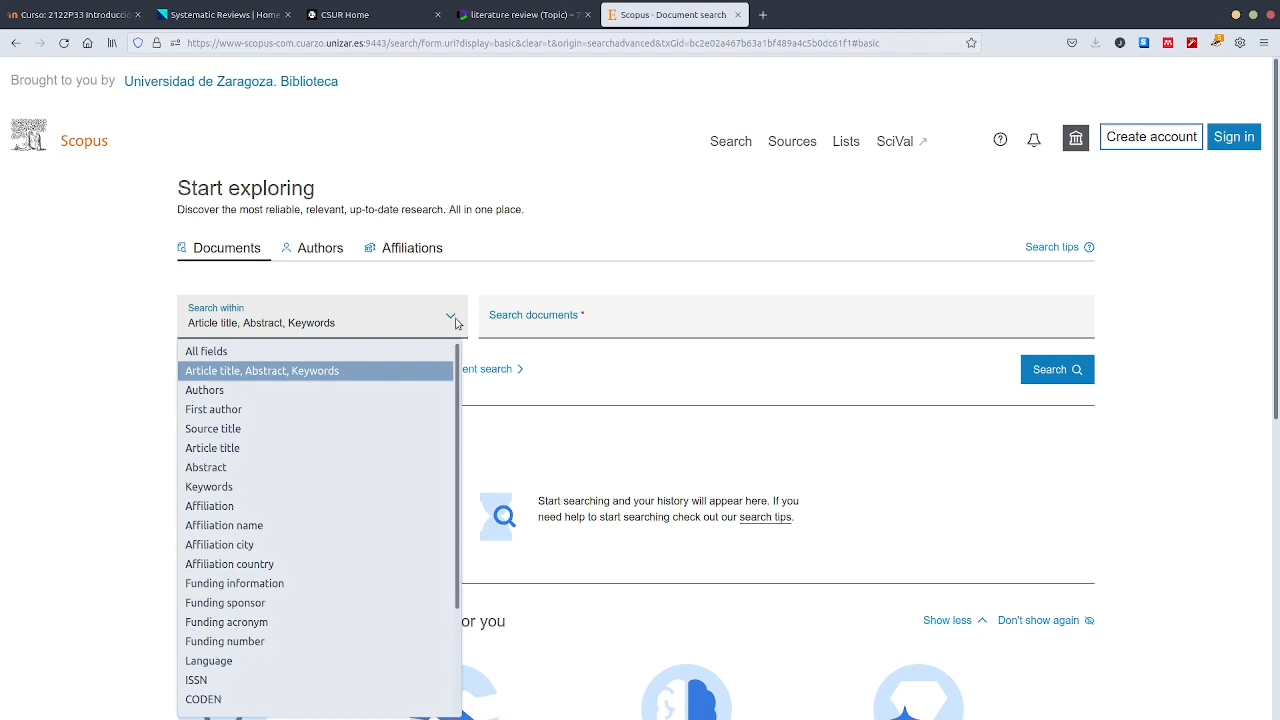 Curso: 122P33 Introducció
Systematic Reviews | Home
CSUR Home
literature review (Topic) – 7
Scopus - Document search
https://www-scopus-com.cuarzo.unizar.es:9443/search/form.uri?display=basic&clear=t&origin=searchadvanced&txGid=bc2e02a467b63a1bf489a4c5b0dc61f1#basic
Brought to you by Universidad de Zaragoza. Biblioteca
Scopus
Search Sources Lists SciVal
Create account Sign in
Start exploring
Discover the most reliable, relevant, up-to-date research. All in one place.
Documents Authors Affiliations
Search tips
Search within
Article title, Abstract, Keywords
Search documents *
All fields
Article title, Abstract, Keywords
Authors
First author
Source title
Article title
Abstract
Keywords
Affiliation
Affiliation name
Affiliation city
Affiliation country
Funding information
Funding sponsor
Funding acronym
Funding number
Language
ISSN
CODEN
ent search
Search
Start searching and your history will appear here. If you
need help to start searching check out our search tips.
or you
Show less Don't show again